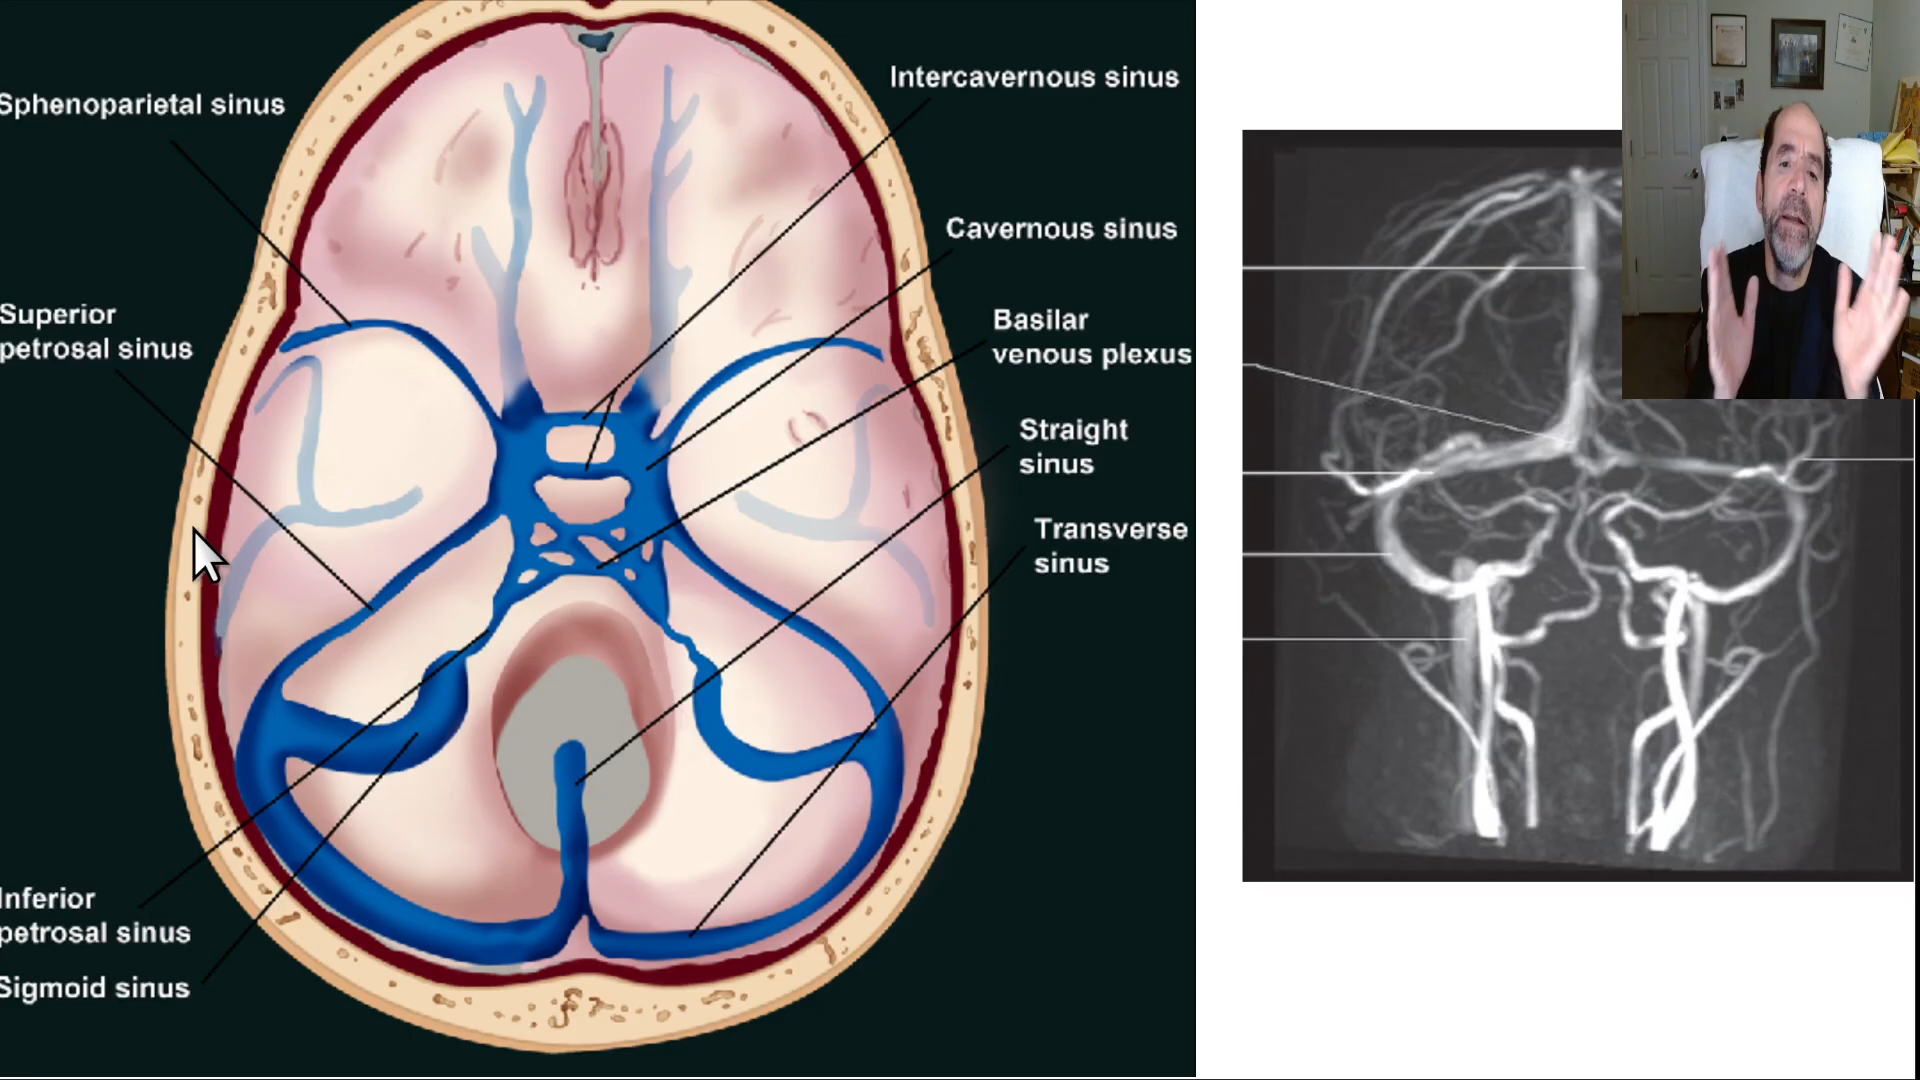 Sphenoparietal sinus
Superior
petrosal sinus
Inferior
petrosal sinus
Sigmoid sinus
Intercavernous sinus
Cavernous sinus
Basilar
venous plexus
Straight
sinus
Transverse
sinus